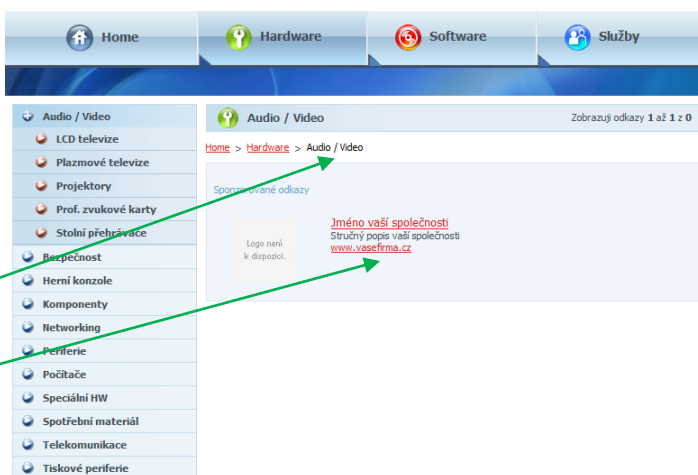 Home
Hardware
Software
Služby
Audio / Video
LCD televize
Plazmové televize
Projektory
Prof. zvukové karty
Stolní přehrávače
Bezpečnost
Herní konzole
Komponenty
Networking
Periferie
Počítače
Speciální HW
Spotřební materiál
Telekomunikace
Tiskové periferie
Audio / Video
Zobrazuji odkazy 1 až 1 z 0
Home > Hardware > Audio / Video
Sponzorované odkazy
Logo není
k dispozici.
Jméno vaší společnosti
Stručný popis vaší společnosti
www.vasefirma.cz